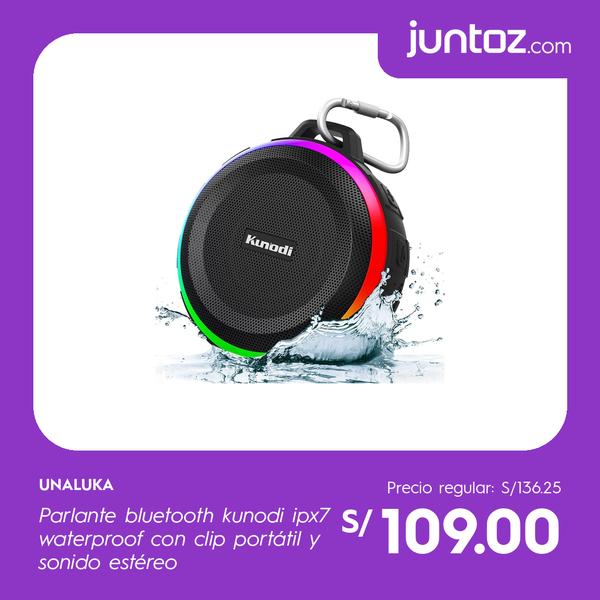 juntoz.com
Kunodi
UNALUKA
Parlante bluetooth kunodi ipx7
waterproof con clip portátil y
sonido estéreo
Precio regular: S/136.25
S/109.00